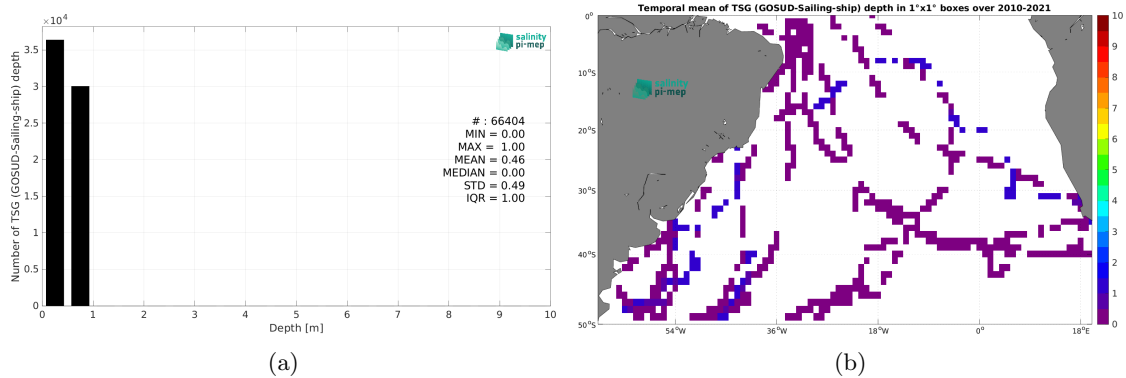 ×10⁴
3.5
3
2.5
2
1.5
1
0.5
0
Number of TSG (GOSUD-Sailing-ship) depth
salinity
pi-mep
# : 66404
MIN = 0.00
MAX = 1.00
MEAN = 0.46
MEDIAN = 0.00
STD = 0.49
IQR = 1.00
0 1 2 3 4 5 6 7 8 9 10
Depth [m]
(a)
Temporal mean of TSG (GOSUD-Sailing-ship) depth in 1°x1° boxes over 2010-2021
0°
10°S
20°S
30°S
40°S
50°S
salinity
pi-mep
54°W 36°W 18°W 0° 18°E
10
9
8
7
6
5
4
3
2
1
0
(b)